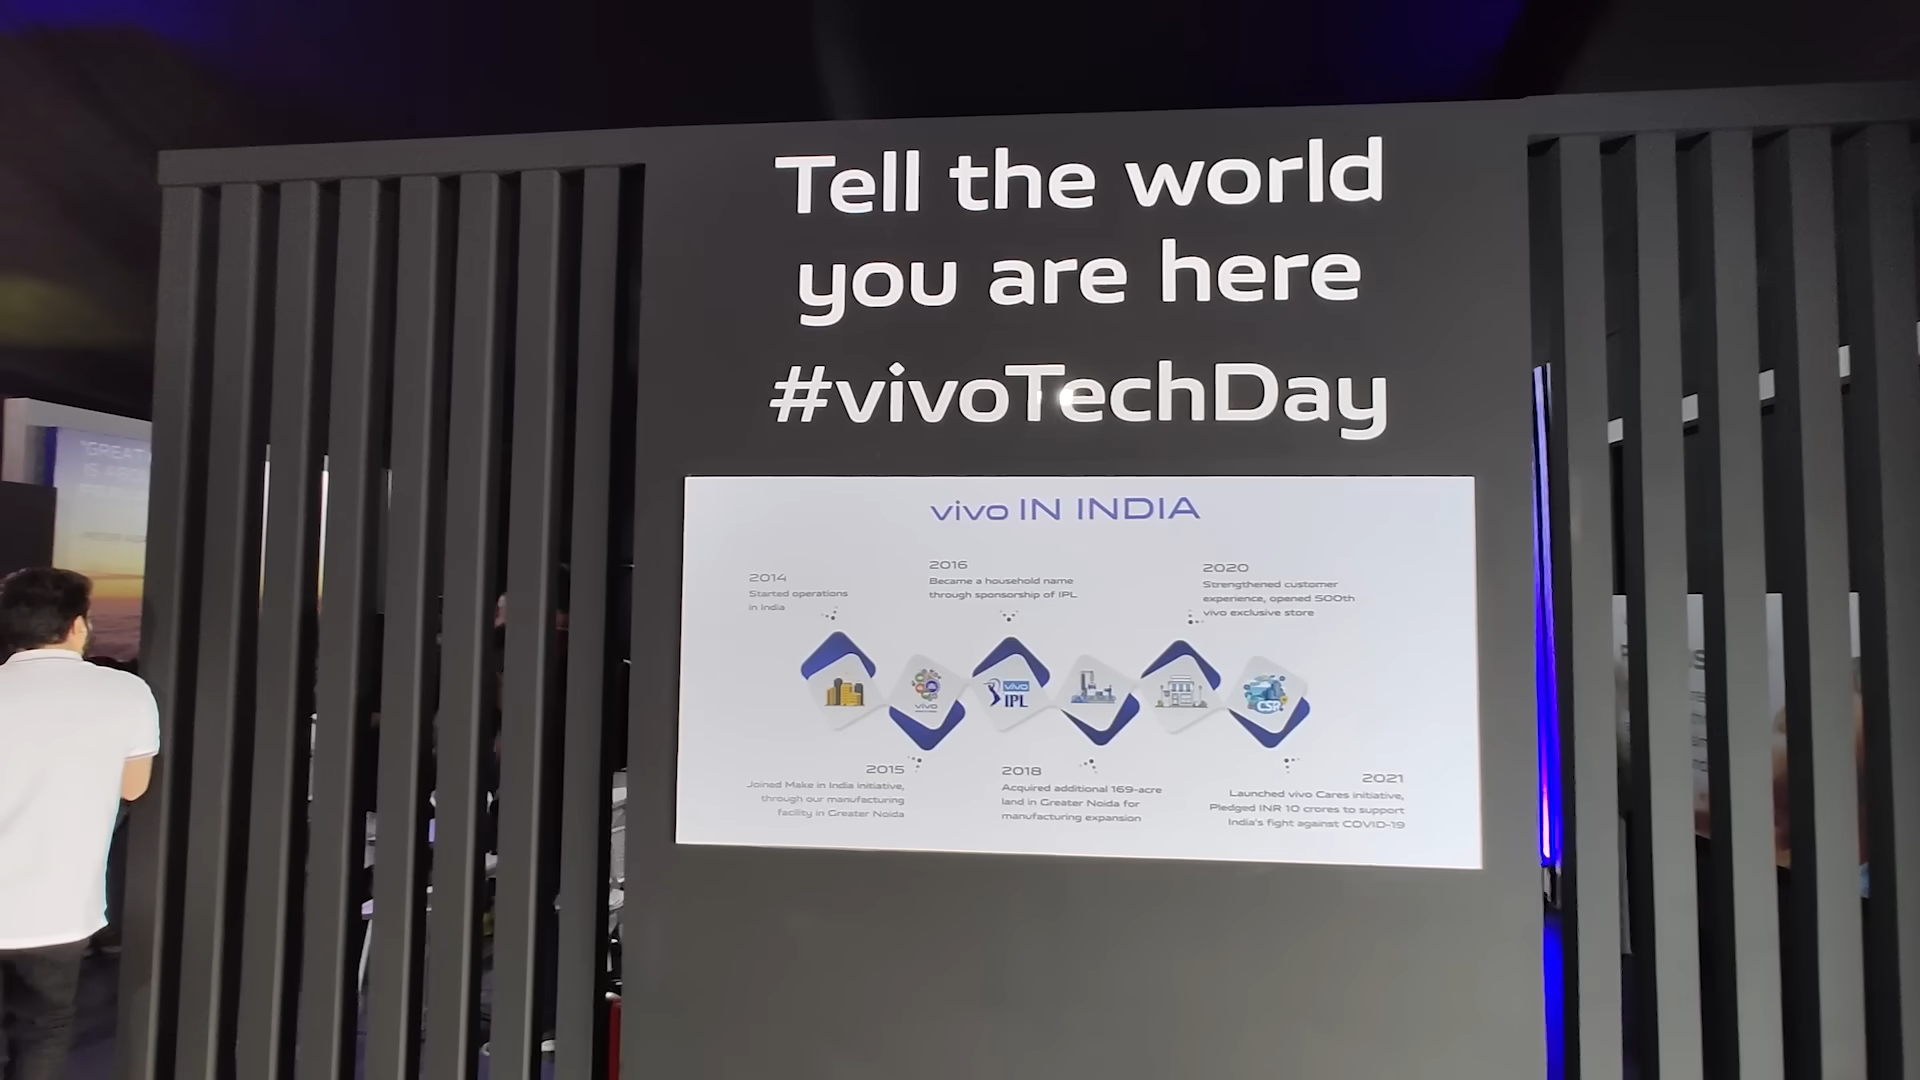 Tell the world
you are here
#vivoTechDay
vivo IN INDIA
2014
Started operations
in India
2016
Became a household name
through sponsorship of IPL
2020
Strengthened customer
experience, opened 500th
vivo exclusive store
vivo
vivo
IPL
CSR
2015
Joined Make in India initiative,
through our manufacturing
facility in Greater Noida
2018
Acquired additional 169-acre
land in Greater Noida for
manufacturing expansion
2021
Launched vivo Cares initiative,
Pledged INR 10 crores to support
India's fight against COVID-19
"GREAT